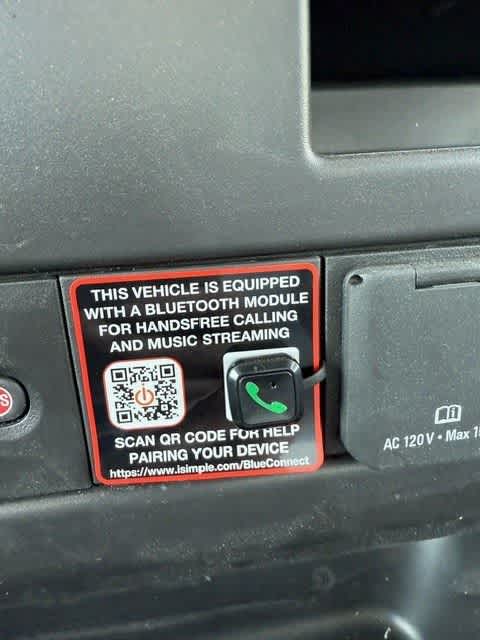 THIS VEHICLE IS EQUIPPED
WITH A BLUETOOTH MODULE
FOR HANDSFREE CALLING
AND MUSIC STREAMING
SCAN QR CODE FOR HELP
PAIRING YOUR DEVICE
https://www.isimple.com/BlueConnect
AC 120 V • Max